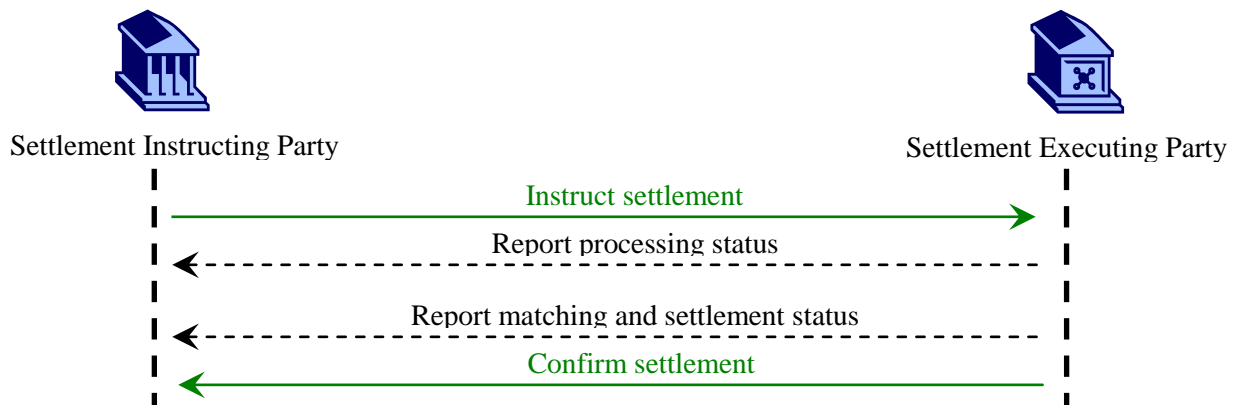 Settlement Instructing Party
Settlement Executing Party
Instruct settlement
Report processing status
Report matching and settlement status
Confirm settlement